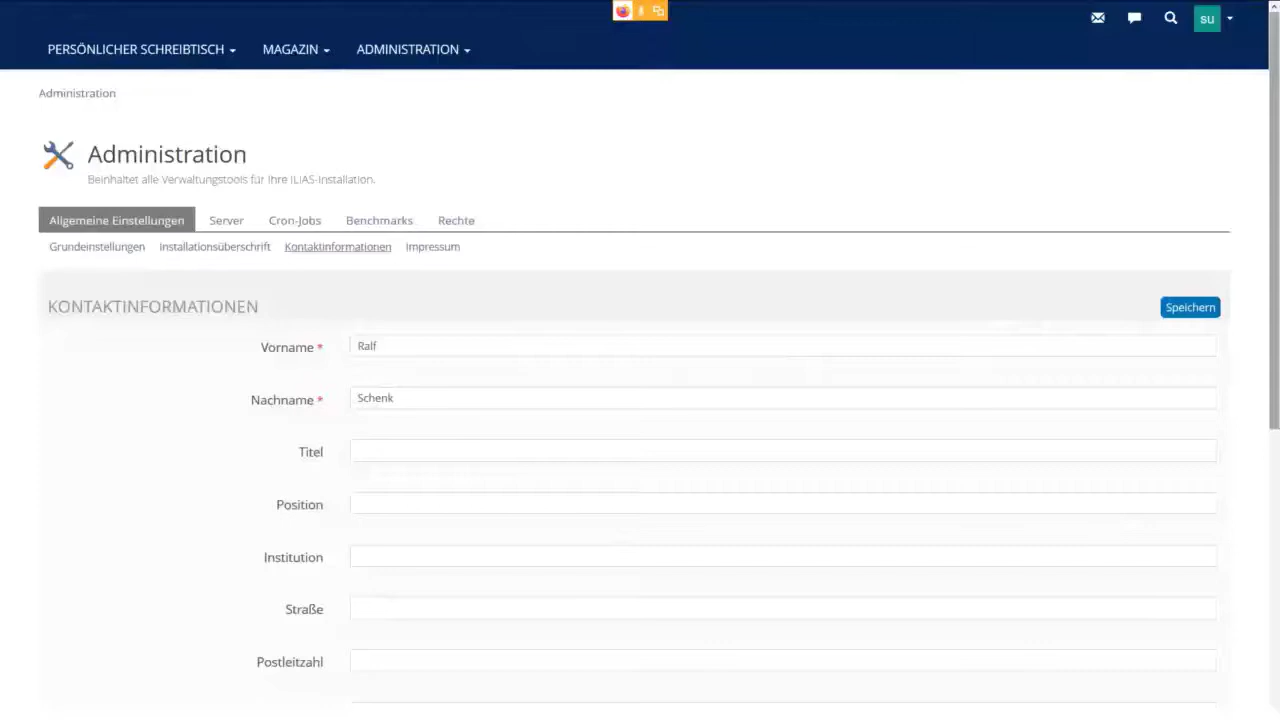 su
PERSÖNLICHER SCHREIBTISCH MAGAZIN ADMINISTRATION
Administration
Administration
Beinhaltet alle Verwaltungstools für Ihre ILIAS-Installation.
Allgemeine Einstellungen Server Cron-Jobs Benchmarks Rechte
Grundeinstellungen Installationsüberschrift Kontaktinformationen Impressum
KONTAKTINFORMATIONEN Speichern
Vorname * Ralf
Nachname * Schenk
Titel
Position
Institution
Straße
Postleitzahl